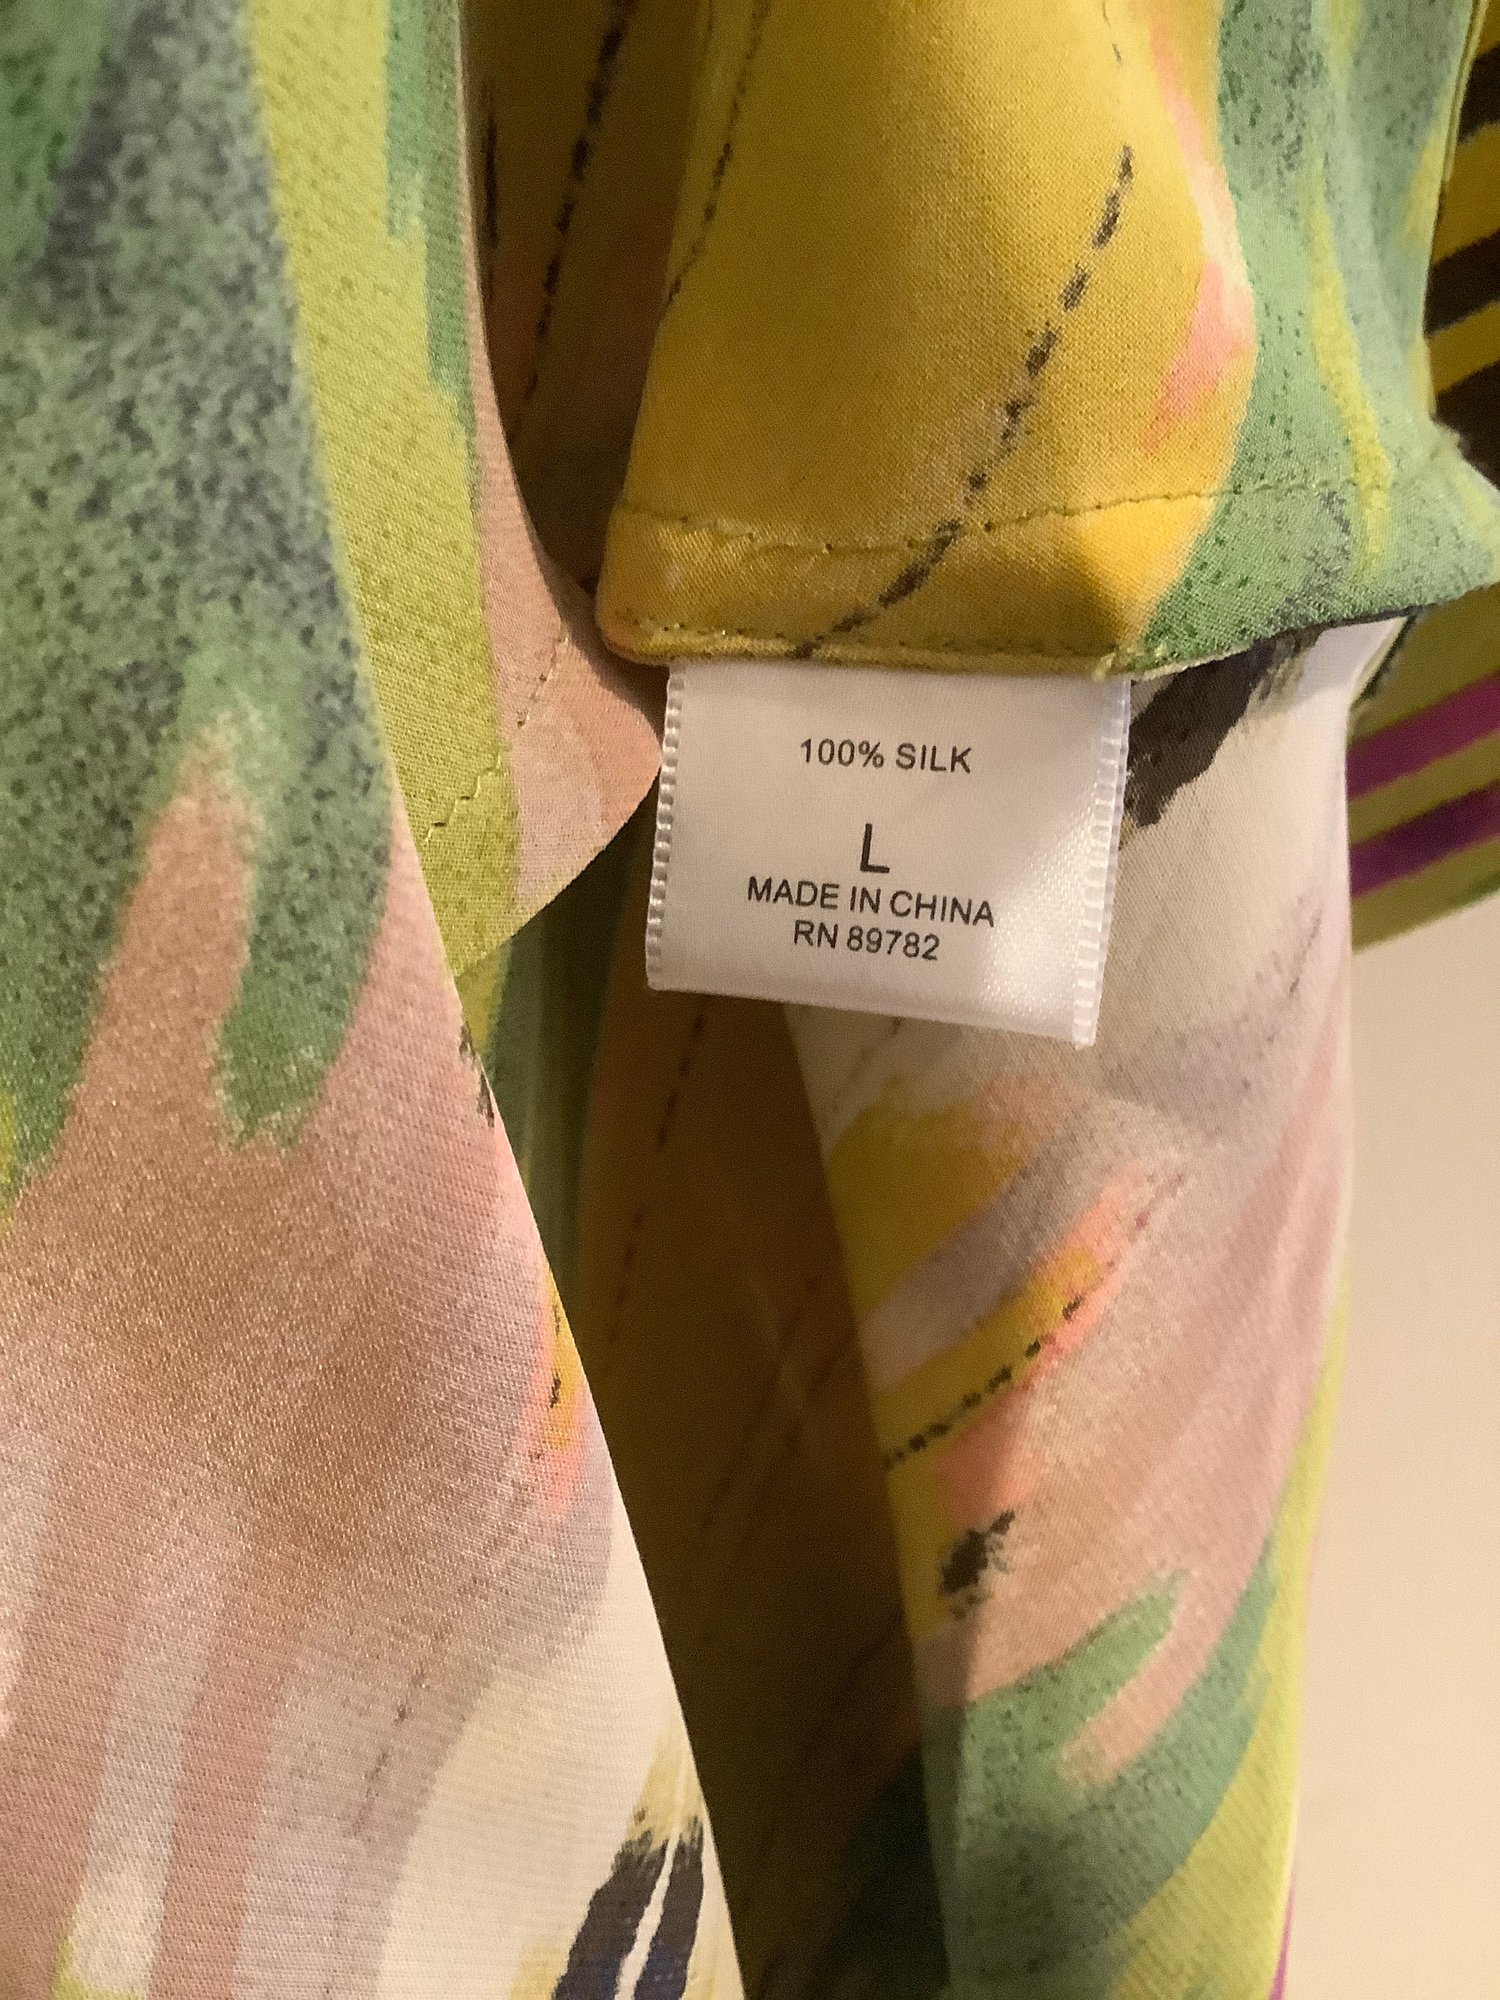 100% SILK
L
MADE IN CHINA
RN 89782